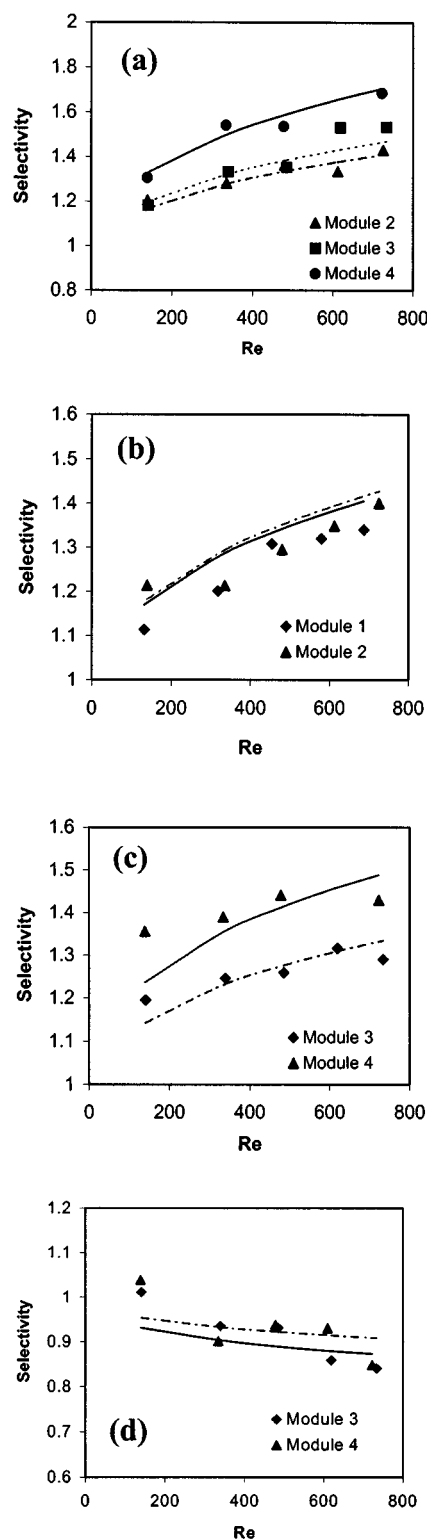 2
(a)
1.8
1.6
Selectivity
1.4
1.2
Module 2
Module 3
1
Module 4
0.8
0 200 400 600 800
Re
1.6
(b)
1.5
1.4
Selectivity
1.3
1.2
Module 1
1.1
Module 2
1
0 200 400 600 800
Re
1.6
(c)
1.5
1.4
Selectivity
1.3
1.2
Module 3
1.1
Module 4
1
0 200 400 600 800
Re
1.2
1.1
1
Selectivity
0.9
0.8
Module 3
0.7
Module 4
(d)
0.6
0 200 400 600 800
Re